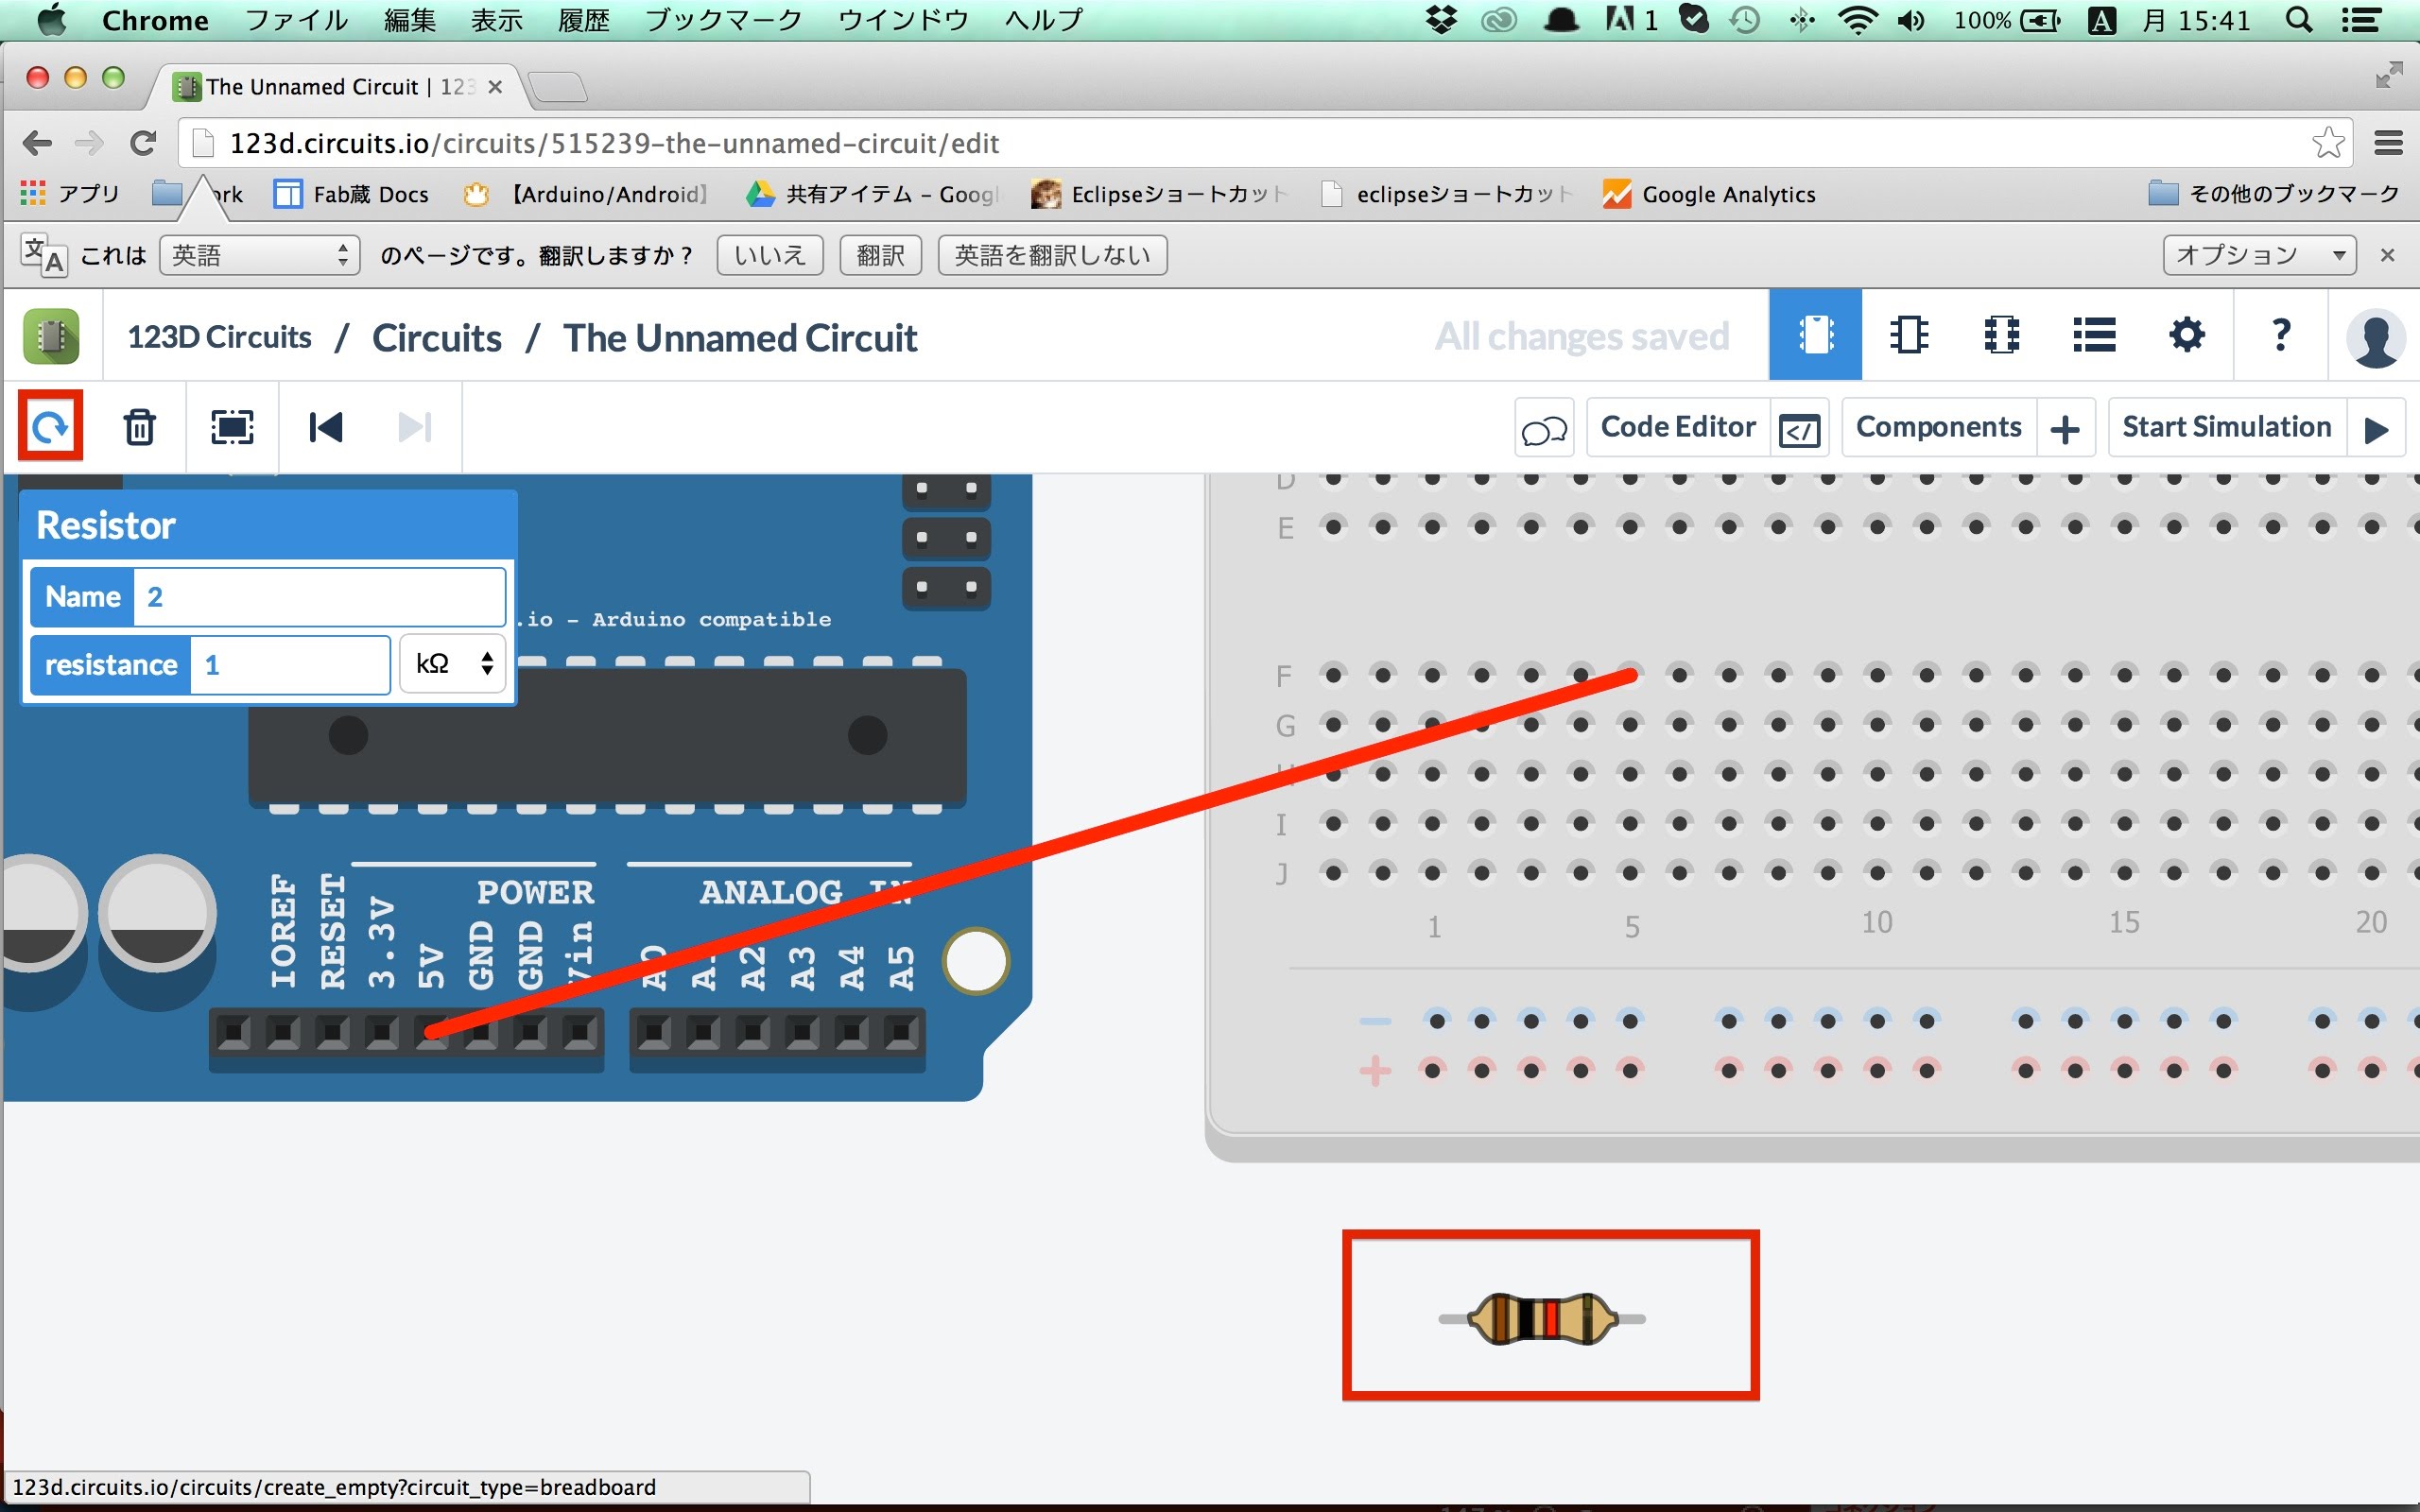 Chrome ファイル 編集 表示 履歴 ブックマーク ウインドウ ヘルプ 1 100% A 月 15:41
The Unnamed Circuit | 123
123d.circuits.io/circuits/515239-the-unnamed-circuit/edit
アプリ ork Fab蔵 Docs 【Arduino/Android】 共有アイテム - Googl Eclipseショートカット eclipseショートカット Google Analytics その他のブックマーク
これは 英語 のページです。翻訳しますか? いいえ 翻訳 英語を翻訳しない オプション
123D Circuits / Circuits / The Unnamed Circuit All changes saved ?
Code Editor </> Components + Start Simulation
Resistor
Name 2
resistance 1 kΩ
.io - Arduino compatible
POWER ANALOG IN
IOREF RESET 3.3V 5V GND GND Vin A0 A1 A2 A3 A4 A5
D
E
F
G
H
I
J
1 5 10 15 20
−
+
123d.circuits.io/circuits/create_empty?circuit_type=breadboard